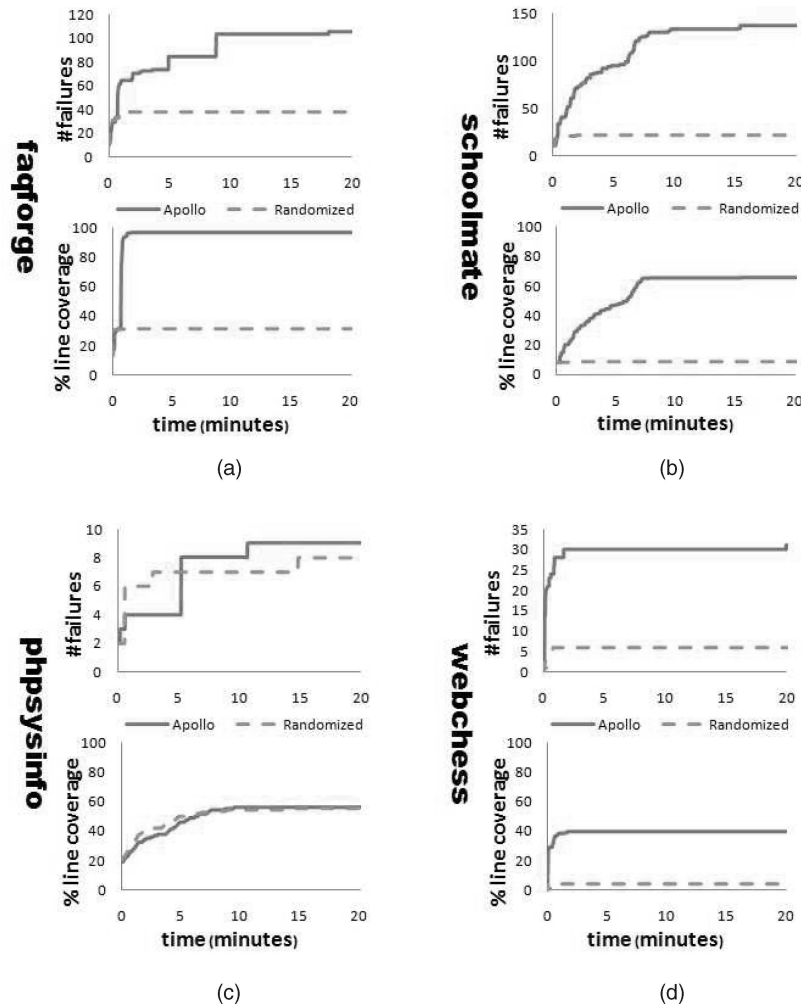 faqforge
#failures
120
100
80
60
40
20
0
0 5 10 15 20
Apollo Randomized
% line coverage
100
80
60
40
20
0
0 5 10 15 20
time (minutes)
(a)
schoolmate
#failures
150
100
50
0
0 5 10 15 20
Apollo Randomized
% line coverage
100
80
60
40
20
0
0 5 10 15 20
time (minutes)
(b)
phpsysinfo
#failures
10
8
6
4
2
0
0 5 10 15 20
Apollo Randomized
% line coverage
100
80
60
40
20
0
0 5 10 15 20
time (minutes)
(c)
webchess
#failures
35
30
25
20
15
10
5
0
0 5 10 15 20
Apollo Randomized
% line coverage
100
80
60
40
20
0
0 5 10 15 20
time (minutes)
(d)